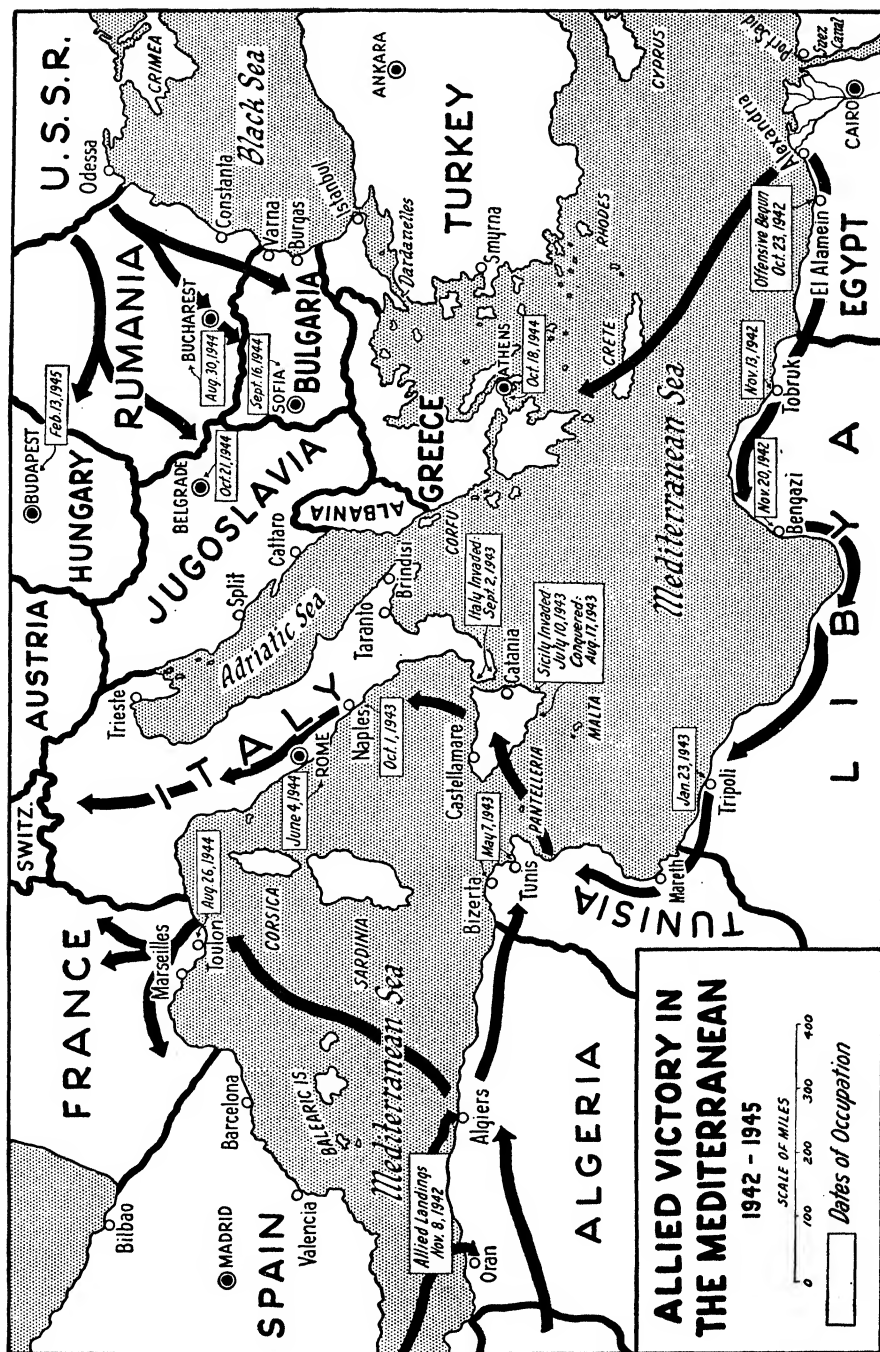 U.S.S.R.
Odessa
CRIMEA
Black Sea
ANKARA
TURKEY
CYPRUS
Port Said
Suez
Canal
CAIRO
Alexandria
Constanta
Varna
Burgas
Istanbul
Dardanelles
Smyrna
RHODES
Offensive Begun
Oct. 23, 1942
El Alamein
EGYPT
RUMANIA
BUCHAREST
Aug. 30, 1944
Sept. 16, 1944
SOFIA
BULGARIA
ATHENS
Oct. 18, 1944
CRETE
Mediterranean Sea
Nov. 13, 1942
Tobruk
BUDAPEST
Feb. 13, 1945
HUNGARY
BELGRADE
Oct. 21, 1944
JUGOSLAVIA
ALBANIA
GREECE
CORFU
Nov. 20, 1942
Bengazi
LIBYA
AUSTRIA
Trieste
Split
Cattaro
Adriatic Sea
Brindisi
Taranto
Italy Invaded:
Sept. 2, 1943
Sicily Invaded:
July 10, 1943
Conquered:
Aug. 17, 1943
Catania
MALTA
SWITZ.
ITALY
ROME
June 4, 1944
Naples
Oct. 1, 1943
Castellamare
PANTELLERIA
Jan. 23, 1943
Tripoli
FRANCE
Marseilles
Toulon
Aug. 26, 1944
CORSICA
SARDINIA
May 7, 1943
Bizerta
Tunis
Mareth
TUNISIA
Bilbao
MADRID
SPAIN
Barcelona
Valencia
BALEARIC IS
Mediterranean Sea
Allied Landings
Nov. 8, 1942
Oran
Algiers
ALGERIA
ALLIED VICTORY IN
THE MEDITERRANEAN
1942 - 1945
SCALE OF MILES
0 100 200 300 400
Dates of Occupation